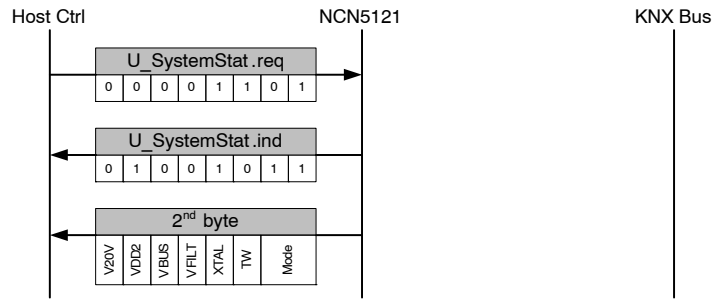 Host Ctrl NCN5121 KNX Bus
U_SystemStat.req
0 0 0 0 1 1 0 1
U_SystemStat.ind
0 1 0 0 1 0 1 1
2nd byte
V20V VDD2 VBUS VFILT XTAL TW Mode